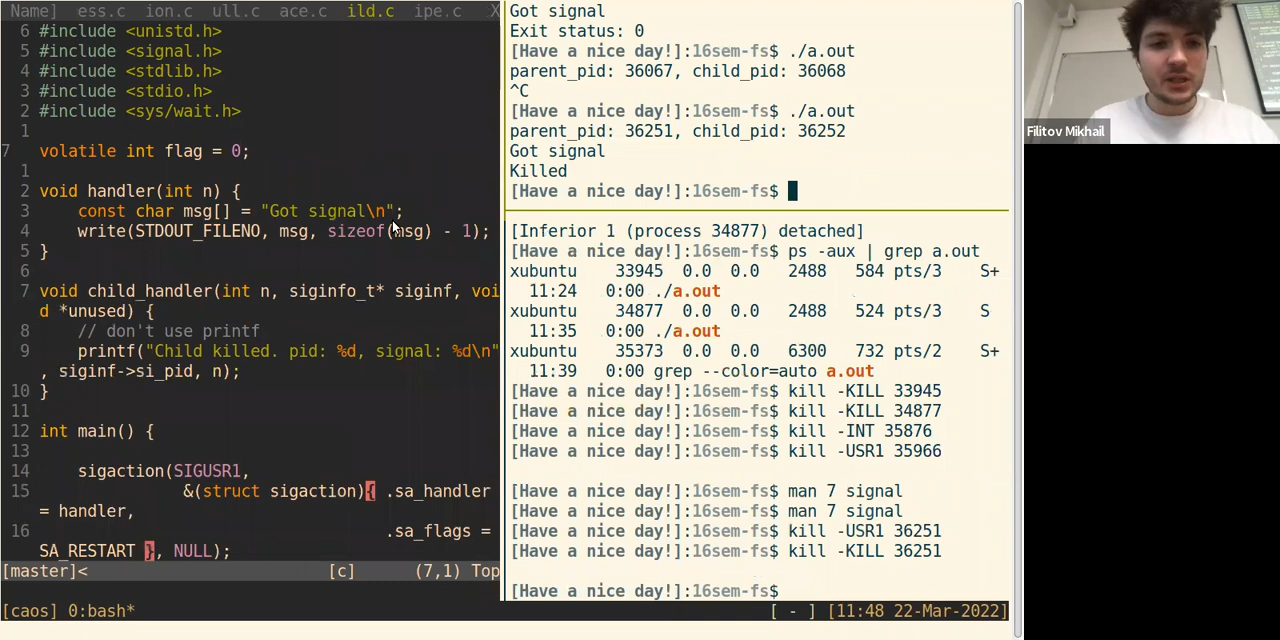 Name] ess.c ion.c ull.c ace.c ild.c ipe.c X
6 #include <unistd.h>
5 #include <signal.h>
4 #include <stdlib.h>
3 #include <stdio.h>
2 #include <sys/wait.h>
1
7 volatile int flag = 0;
1
2 void handler(int n) {
3 const char msg[] = "Got signal\n";
4 write(STDOUT_FILENO, msg, sizeof(msg) - 1);
5 }
6
7 void child_handler(int n, siginfo_t* siginf, voi
d *unused) {
8 // don't use printf
9 printf("Child killed. pid: %d, signal: %d\n"
, siginf->si_pid, n);
10 }
11
12 int main() {
13
14 sigaction(SIGUSR1,
15 &(struct sigaction){ .sa_handler
= handler,
16 .sa_flags =
SA_RESTART }, NULL);
[master]< [c] (7,1) Top
Got signal
Exit status: 0
[Have a nice day!]:16sem-fs$ ./a.out
parent_pid: 36067, child_pid: 36068
^C
[Have a nice day!]:16sem-fs$ ./a.out
parent_pid: 36251, child_pid: 36252
Got signal
Killed
[Have a nice day!]:16sem-fs$
[Inferior 1 (process 34877) detached]
[Have a nice day!]:16sem-fs$ ps -aux | grep a.out
xubuntu 33945 0.0 0.0 2488 584 pts/3 S+
11:24 0:00 ./a.out
xubuntu 34877 0.0 0.0 2488 524 pts/3 S
11:35 0:00 ./a.out
xubuntu 35373 0.0 0.0 6300 732 pts/2 S+
11:39 0:00 grep --color=auto a.out
[Have a nice day!]:16sem-fs$ kill -KILL 33945
[Have a nice day!]:16sem-fs$ kill -KILL 34877
[Have a nice day!]:16sem-fs$ kill -INT 35876
[Have a nice day!]:16sem-fs$ kill -USR1 35966
[Have a nice day!]:16sem-fs$ man 7 signal
[Have a nice day!]:16sem-fs$ man 7 signal
[Have a nice day!]:16sem-fs$ kill -USR1 36251
[Have a nice day!]:16sem-fs$ kill -KILL 36251
[Have a nice day!]:16sem-fs$
[caos] 0:bash* [ - ] [11:48 22-Mar-2022]
Filitov Mikhail